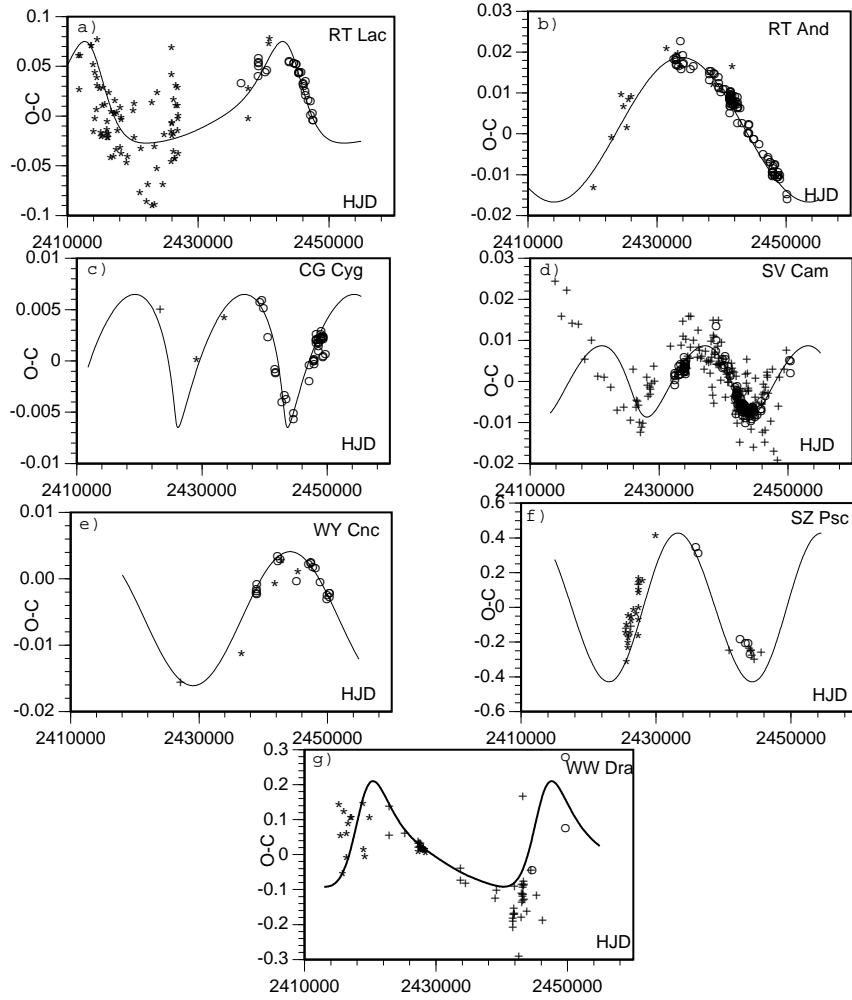 0.1
a)
RT Lac
0.05
O-C
0.0
-0.05
HJD
-0.1
2410000
2430000
2450000
0.03
b)
RT And
0.02
0.01
O-C
0
-0.01
HJD
-0.02
2410000
2430000
2450000
0.01
c)
CG Cyg
0.005
O-C
0
-0.005
HJD
-0.01
2410000
2430000
2450000
0.03
d)
SV Cam
0.02
0.01
O-C
0
-0.01
HJD
-0.02
2410000
2430000
2450000
0.01
e)
WY Cnc
0.00
O-C
-0.01
HJD
-0.02
2410000
2430000
2450000
0.6
f)
SZ Psc
0.4
0.2
O-C
0.0
-0.2
-0.4
HJD
-0.6
2410000
2430000
2450000
0.3
g)
WW Dra
0.2
0.1
O-C
0
-0.1
-0.2
HJD
-0.3
2410000
2430000
2450000